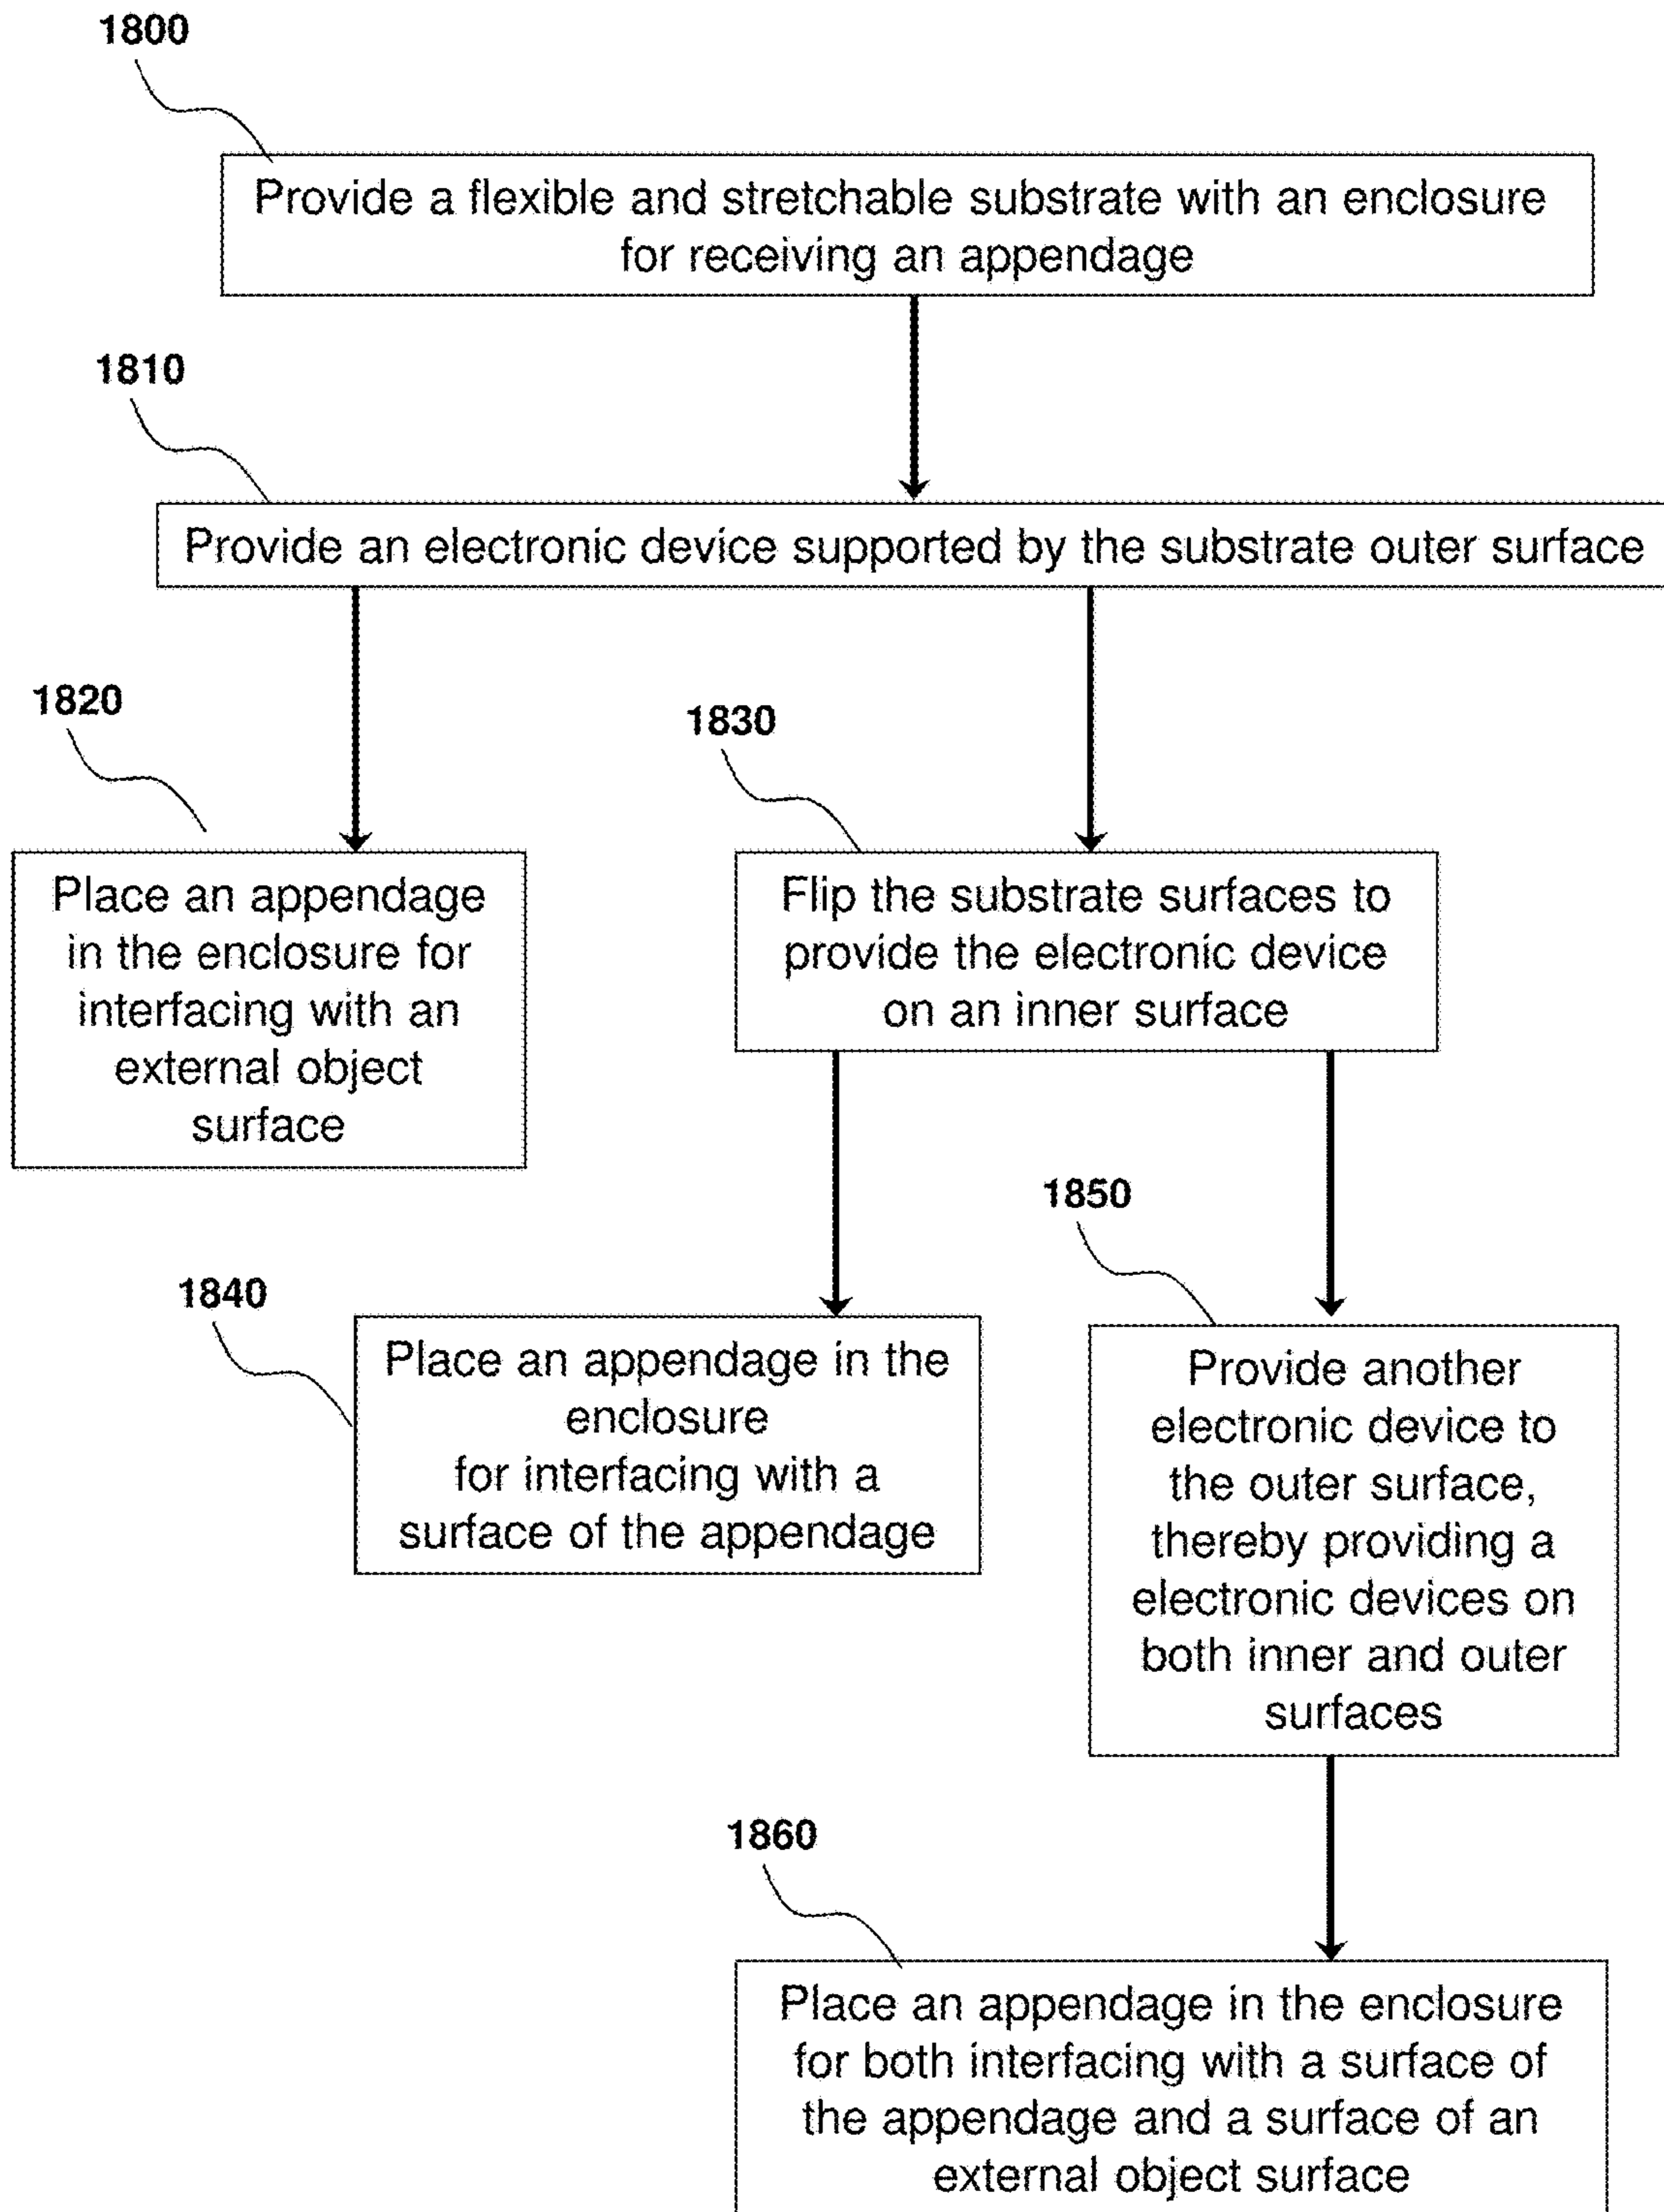 1800
Provide a flexible and stretchable substrate with an enclosure
for receiving an appendage
1810
Provide an electronic device supported by the substrate outer surface
1820
1830
Place an appendage
in the enclosure for
interfacing with an
external object
surface
Flip the substrate surfaces to
provide the electronic device
on an inner surface
1840
1850
Place an appendage in the
enclosure
for interfacing with a
surface of the appendage
Provide another
electronic device to
the outer surface,
thereby providing a
electronic devices on
both inner and outer
surfaces
1860
Place an appendage in the enclosure
for both interfacing with a surface of
the appendage and a surface of an
external object surface